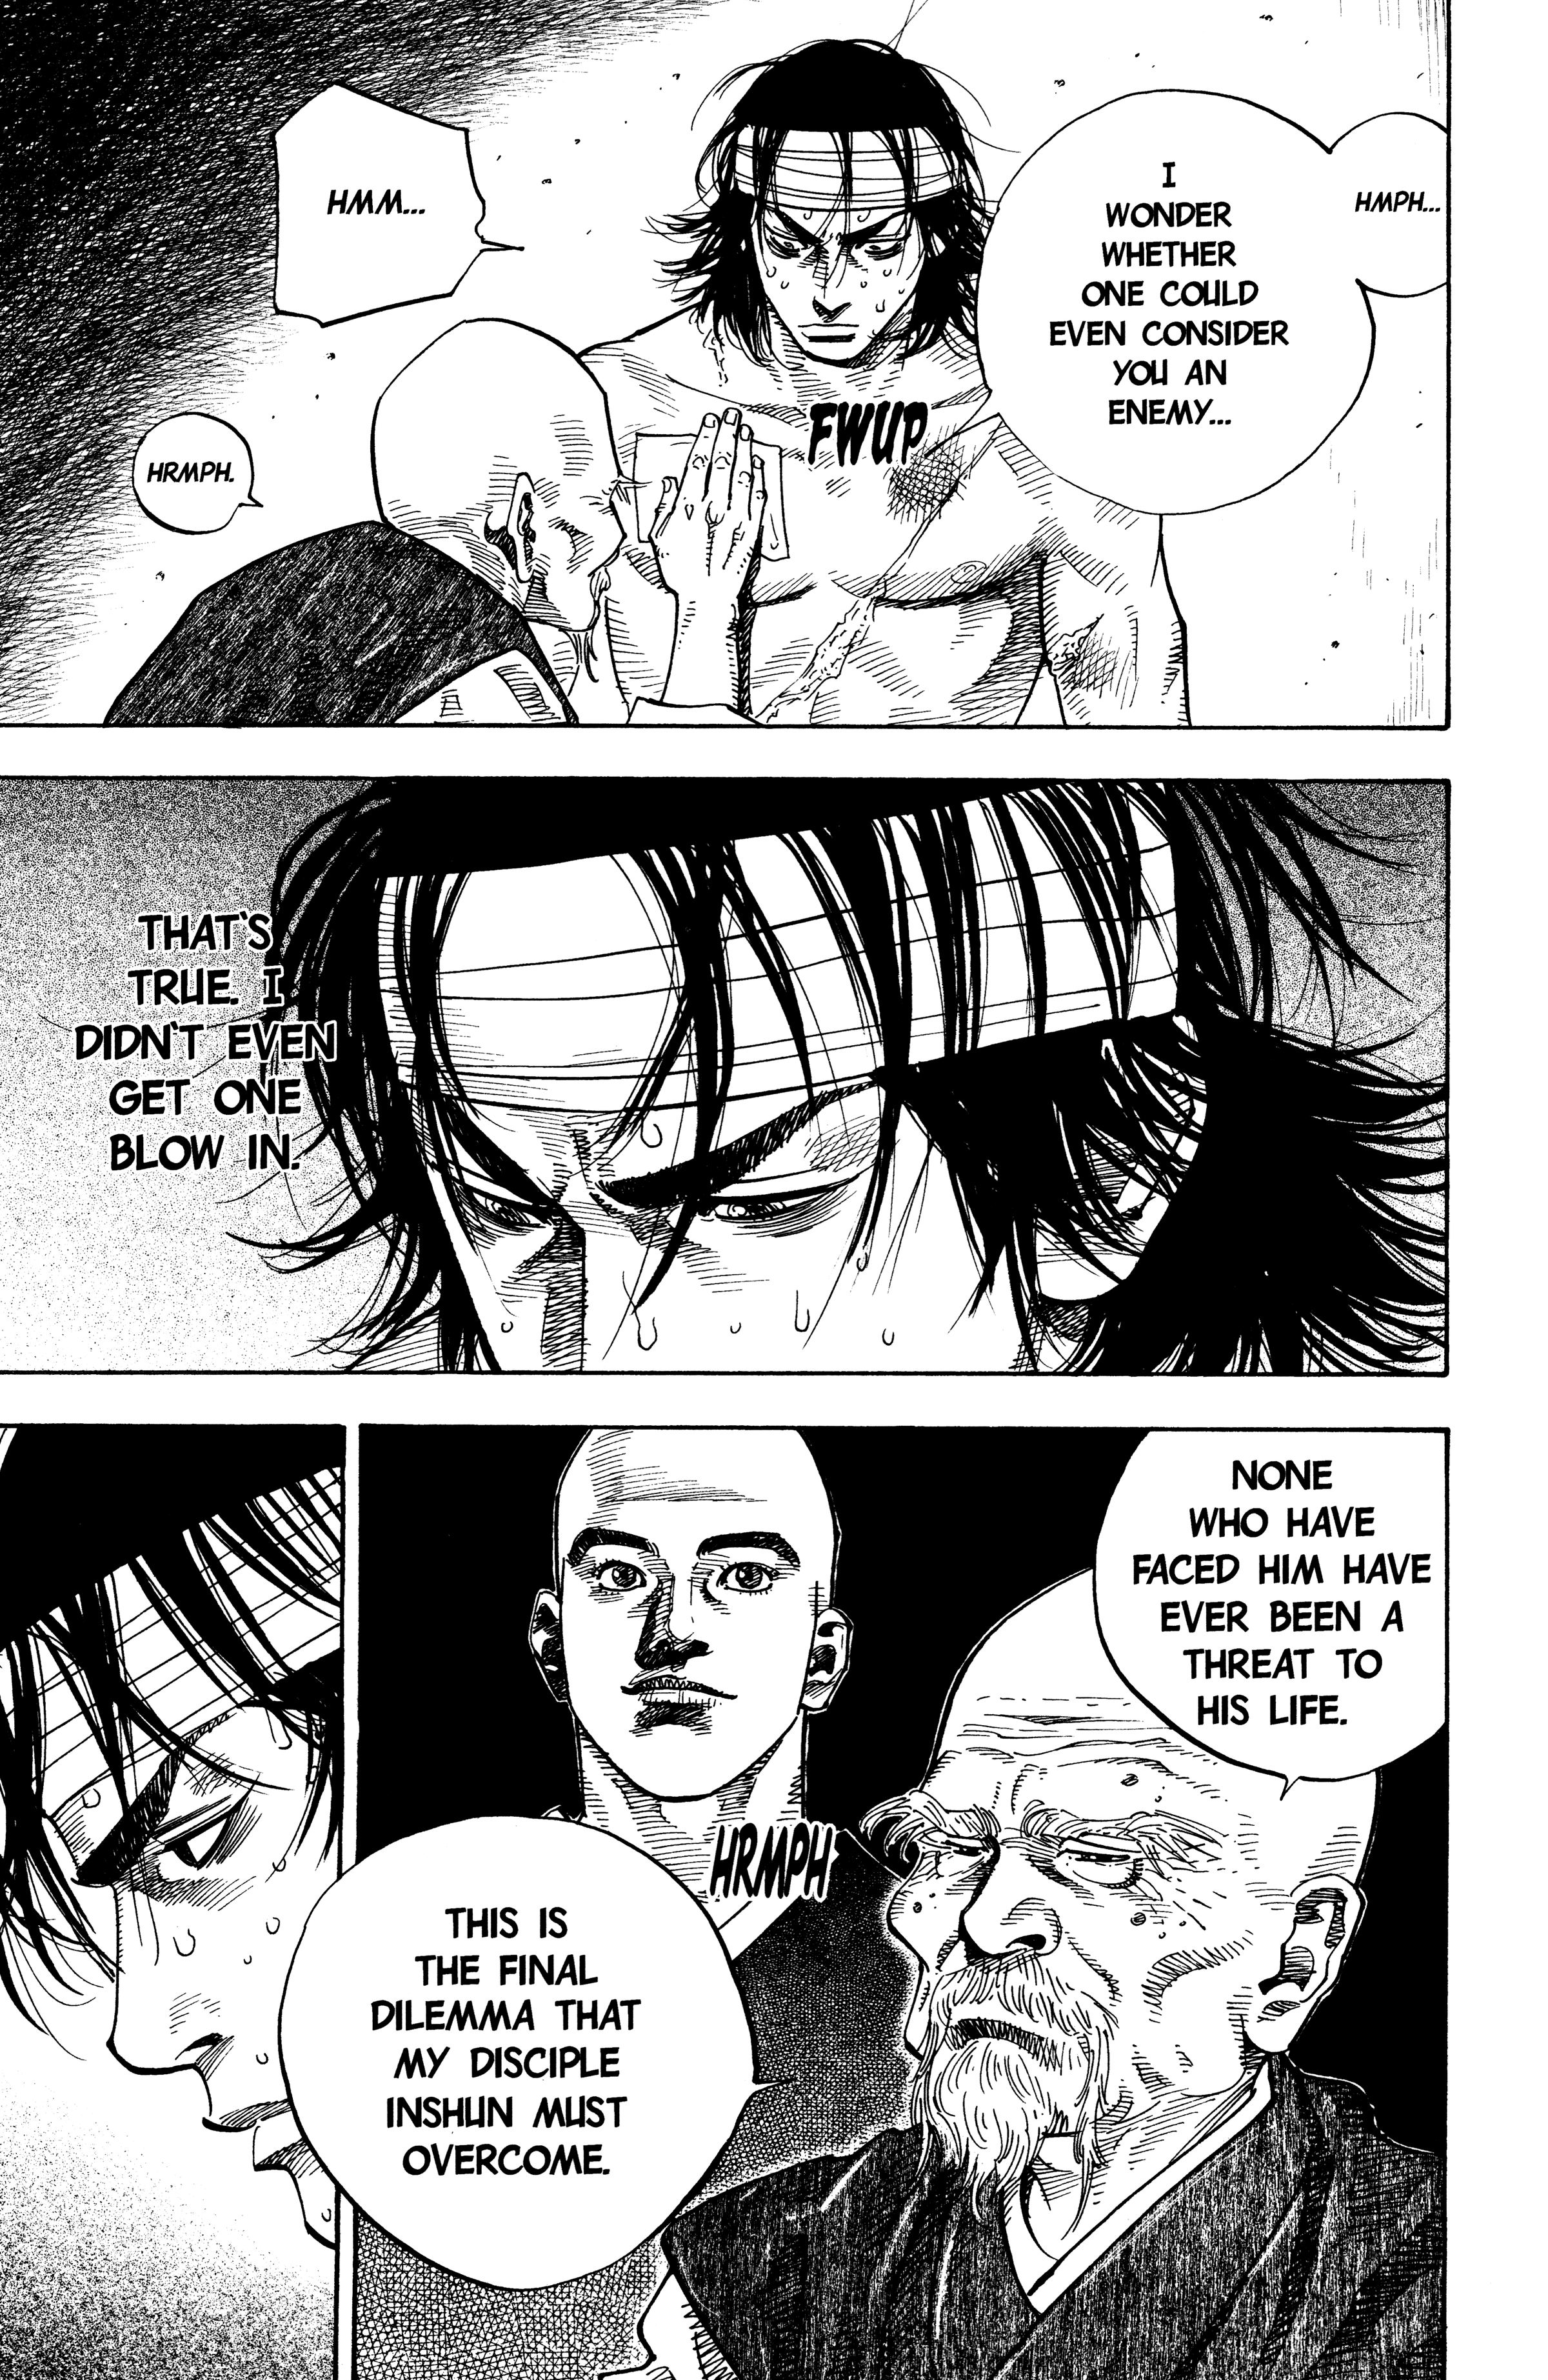 HMPH...
I
WONDER
WHETHER
ONE COULD
EVEN CONSIDER
YOU AN
ENEMY...
FWUP
HMM...
HRMPH.
THAT'S
TRUE. I
DIDN'T EVEN
GET ONE
BLOW IN.
NONE
WHO HAVE
FACED HIM HAVE
EVER BEEN A
THREAT TO
HIS LIFE.
HRMPH
THIS IS
THE FINAL
DILEMMA THAT
MY DISCIPLE
INSHUN MUST
OVERCOME.